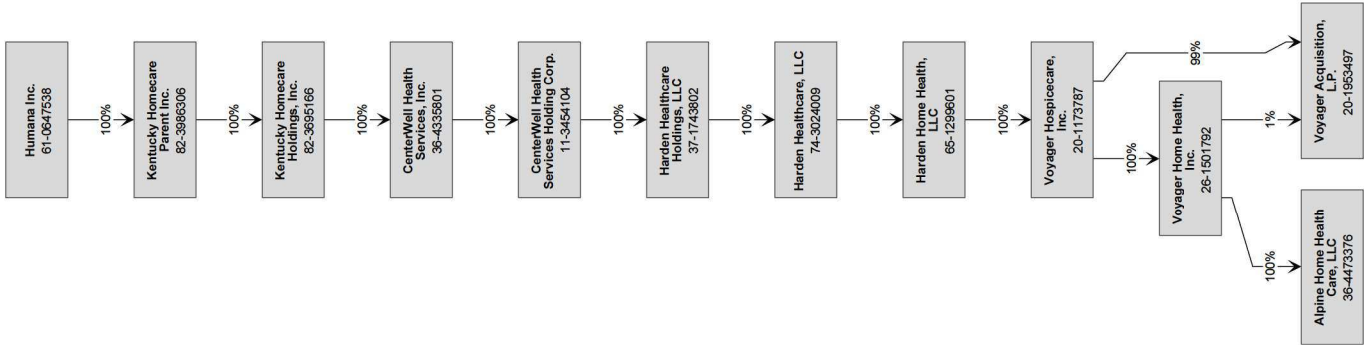 Humana Inc.
61-0647538
100%
Kentucky Homecare
Parent Inc.
82-3986306
100%
Kentucky Homecare
Holdings, Inc.
82-3695166
100%
CenterWell Health
Services, Inc.
36-4335801
100%
CenterWell Health
Services Holding Corp.
11-3454104
100%
Harden Healthcare
Holdings, LLC
37-1743802
100%
Harden Healthcare, LLC
74-3024009
100%
Harden Home Health,
LLC
65-1299601
100%
Voyager Hospicecare,
Inc.
20-1173787
100%
99%
Voyager Home Health,
Inc.
26-1501792
100%
1%
Alpine Home Health
Care, LLC
36-4473376
Voyager Acquisition,
L.P.
20-1953497